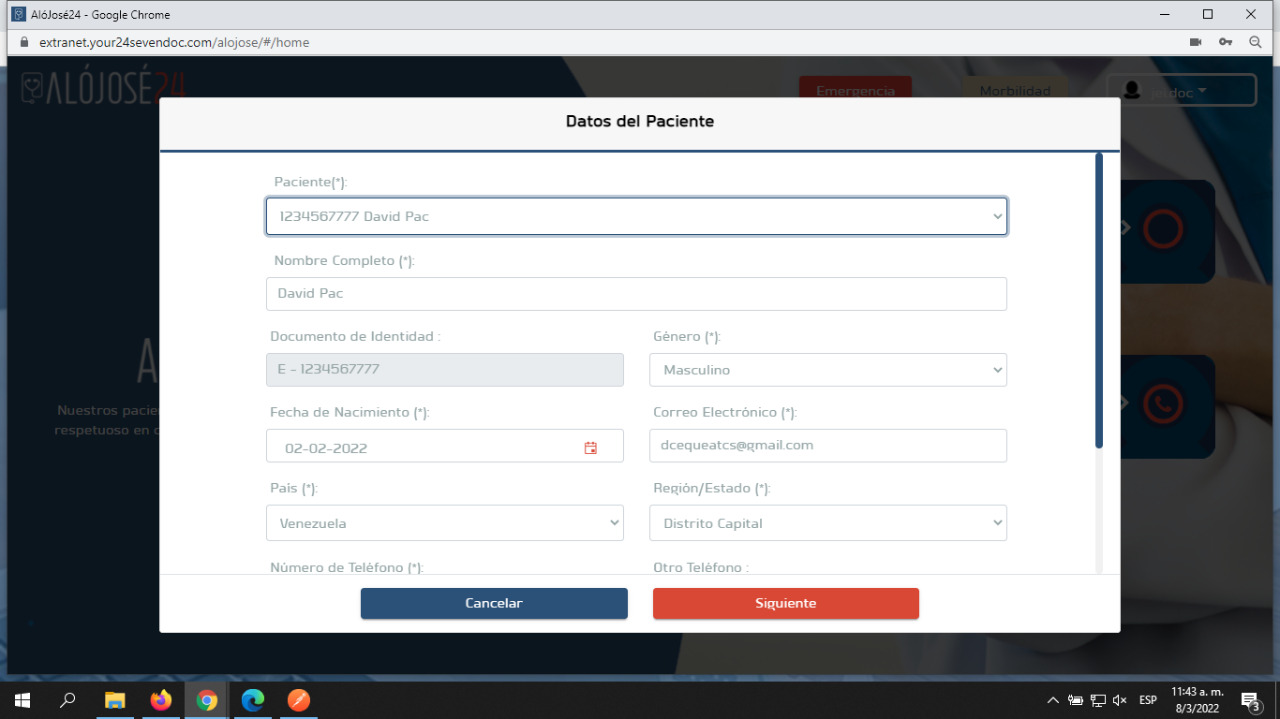 AlóJosé24 - Google Chrome
extranet.your24sevendoc.com/alojose/#/home
ALÓJOSÉ24
Emergencia
Morbilidad
jei.doc
Datos del Paciente
Paciente(*):
1234567777 David Pac
Nombre Completo (*):
David Pac
Documento de Identidad :
Género (*):
E - 1234567777
Masculino
Fecha de Nacimiento (*):
Correo Electrónico (*):
02-02-2022
dcequeatcs@gmail.com
País (*):
Región/Estado (*):
Venezuela
Distrito Capital
Número de Teléfono (*):
Otro Teléfono :
Nuestros pacie
respetuoso en
Cancelar
Siguiente
ESP
11:43 a. m.
8/3/2022
3